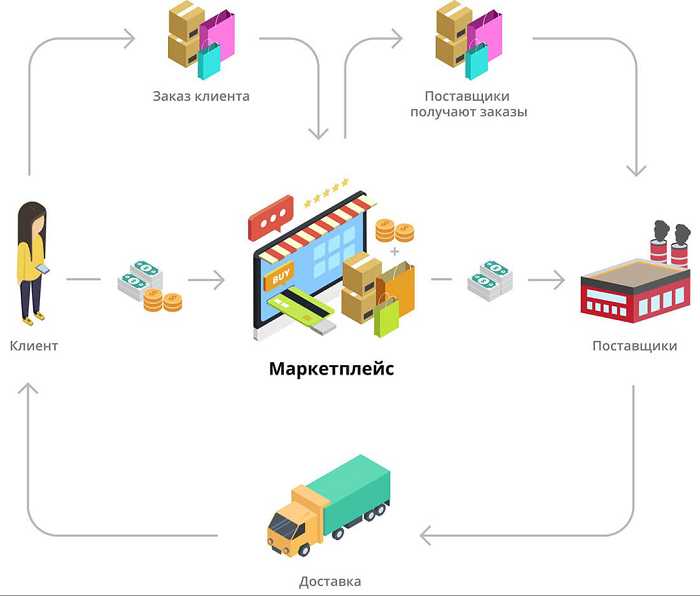 Заказ клиента
Поставщики
получают заказы
BUY
Клиент
Маркетплейс
Поставщики
Доставка